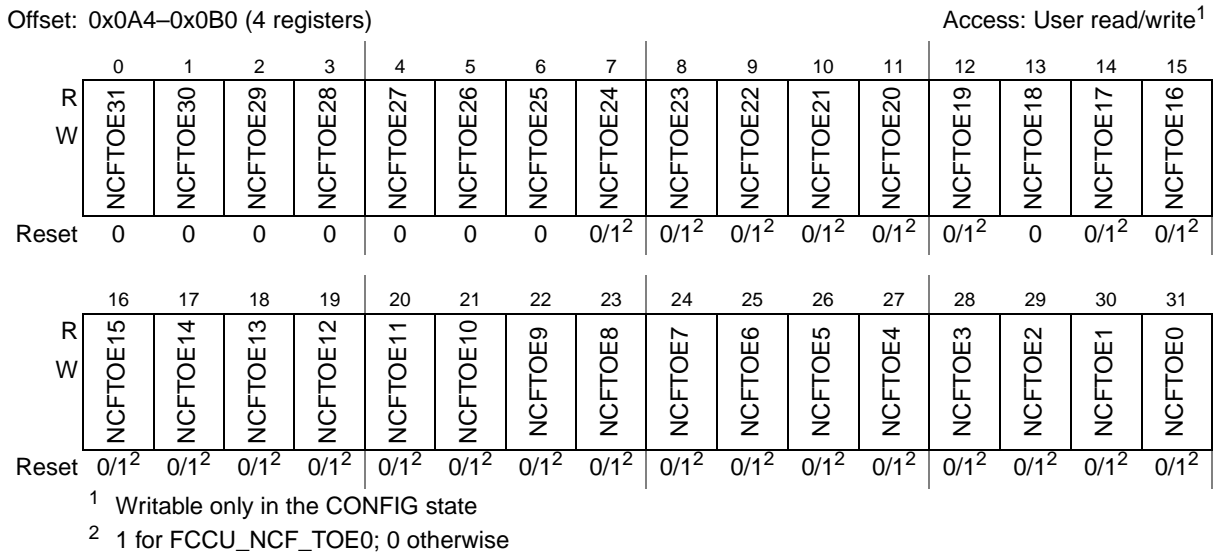 Offset: 0x0A4–0x0B0 (4 registers) Access: User read/write1
0 1 2 3 4 5 6 7 8 9 10 11 12 13 14 15
R NCFTOE31 NCFTOE30 NCFTOE29 NCFTOE28 NCFTOE27 NCFTOE26 NCFTOE25 NCFTOE24 NCFTOE23 NCFTOE22 NCFTOE21 NCFTOE20 NCFTOE19 NCFTOE18 NCFTOE17 NCFTOE16
W
Reset 0 0 0 0 0 0 0 0/12 0/12 0/12 0/12 0/12 0/12 0 0/12 0/12
16 17 18 19 20 21 22 23 24 25 26 27 28 29 30 31
R NCFTOE15 NCFTOE14 NCFTOE13 NCFTOE12 NCFTOE11 NCFTOE10 NCFTOE9 NCFTOE8 NCFTOE7 NCFTOE6 NCFTOE5 NCFTOE4 NCFTOE3 NCFTOE2 NCFTOE1 NCFTOE0
W
Reset 0/12 0/12 0/12 0/12 0/12 0/12 0/12 0/12 0/12 0/12 0/12 0/12 0/12 0/12 0/12 0/12
1 Writable only in the CONFIG state
2 1 for FCCU_NCF_TOE0; 0 otherwise